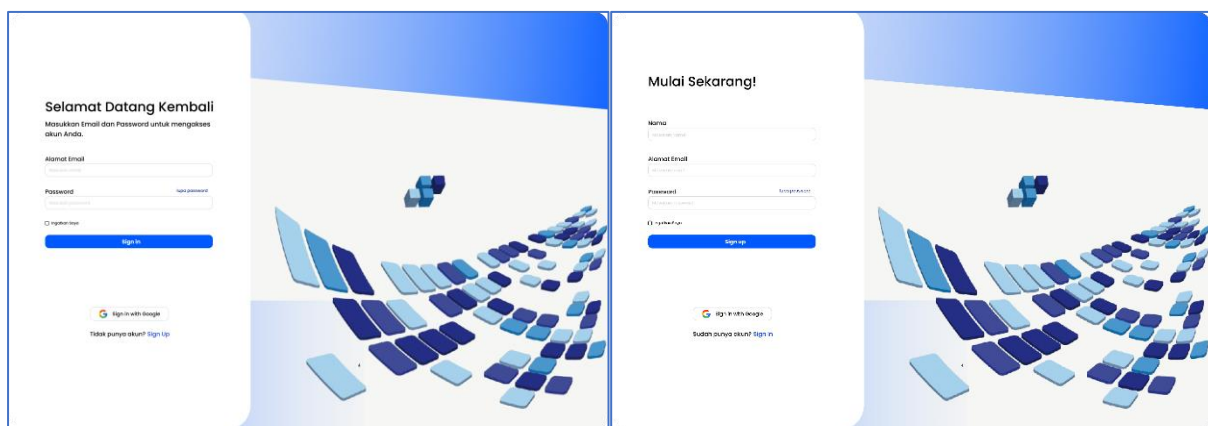 Selamat Datang Kembali
Masukkan Email dan Password untuk mengakses
akun Anda.
Alamat Email
Password
lupa password
Ingatkan Saya
Sign in
Sign in with Google
Tidak punya akun? Sign Up
Mulai Sekarang!
Nama
Alamat Email
Password
Sign up
Sign in with Google
Sudah punya akun? Sign in